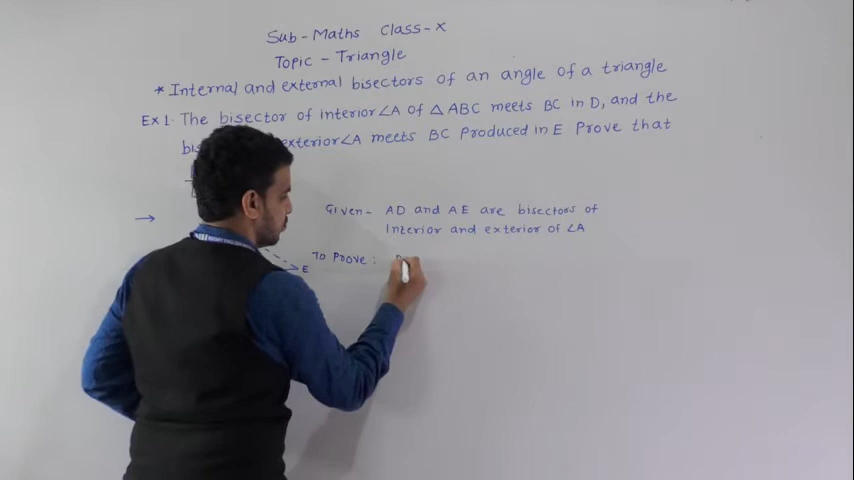 Sub-Maths Class-X
Topic - Triangle
* Internal and external bisectors of an angle of a triangle
Ex 1. The bisector of interior ∠A of △ABC meets BC in D, and the
exterior ∠A meets BC Produced in E Prove that
→
Given - AD and AE are bisectors of
Interior and exterior of ∠A
To Prove :
E